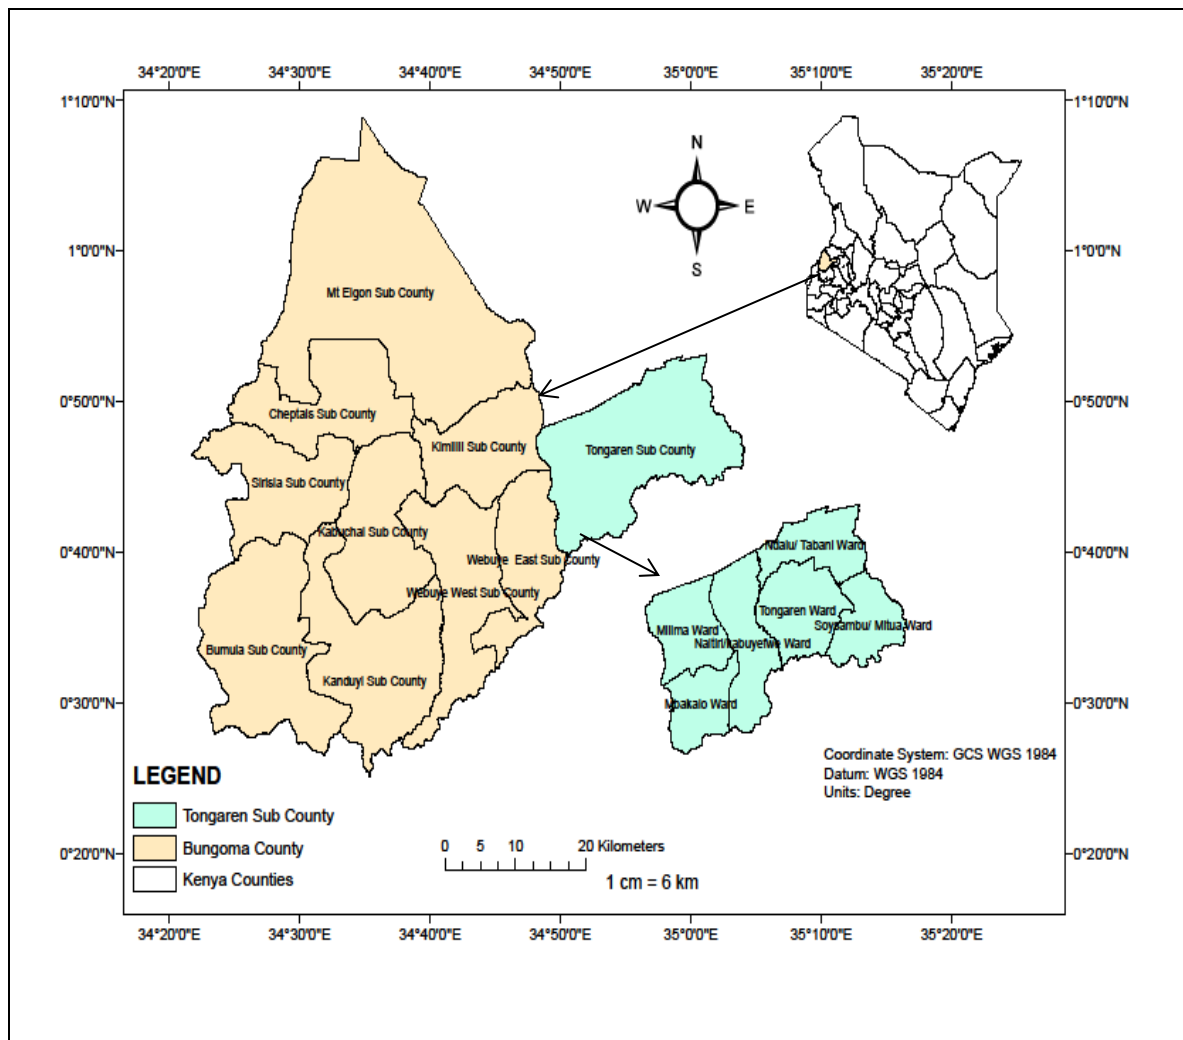 34°20'0"E 34°30'0"E 34°40'0"E 34°50'0"E 35°0'0"E 35°10'0"E 35°20'0"E
1°10'0"N 1°10'0"N
N
W E
S
1°0'0"N 1°0'0"N
Mt Elgon Sub County
0°50'0"N 0°50'0"N
Cheptais Sub County
Kimilili Sub County
Tongaren Sub County
Sirisia Sub County
Kabuchai Sub County
0°40'0"N 0°40'0"N
Ndalu/ Tabani Ward
Webuye East Sub County
Webuye West Sub County
Tongaren Ward
Milima Ward
Soysambu/ Mitua Ward
Naitiri/kabuyefwe Ward
Bumula Sub County
Kanduyi Sub County
0°30'0"N 0°30'0"N
Mbakalo Ward
Coordinate System: GCS WGS 1984
Datum: WGS 1984
Units: Degree
LEGEND
Tongaren Sub County
Bungoma County
Kenya Counties
0 5 10 20 Kilometers
1 cm = 6 km
0°20'0"N 0°20'0"N
34°20'0"E 34°30'0"E 34°40'0"E 34°50'0"E 35°0'0"E 35°10'0"E 35°20'0"E